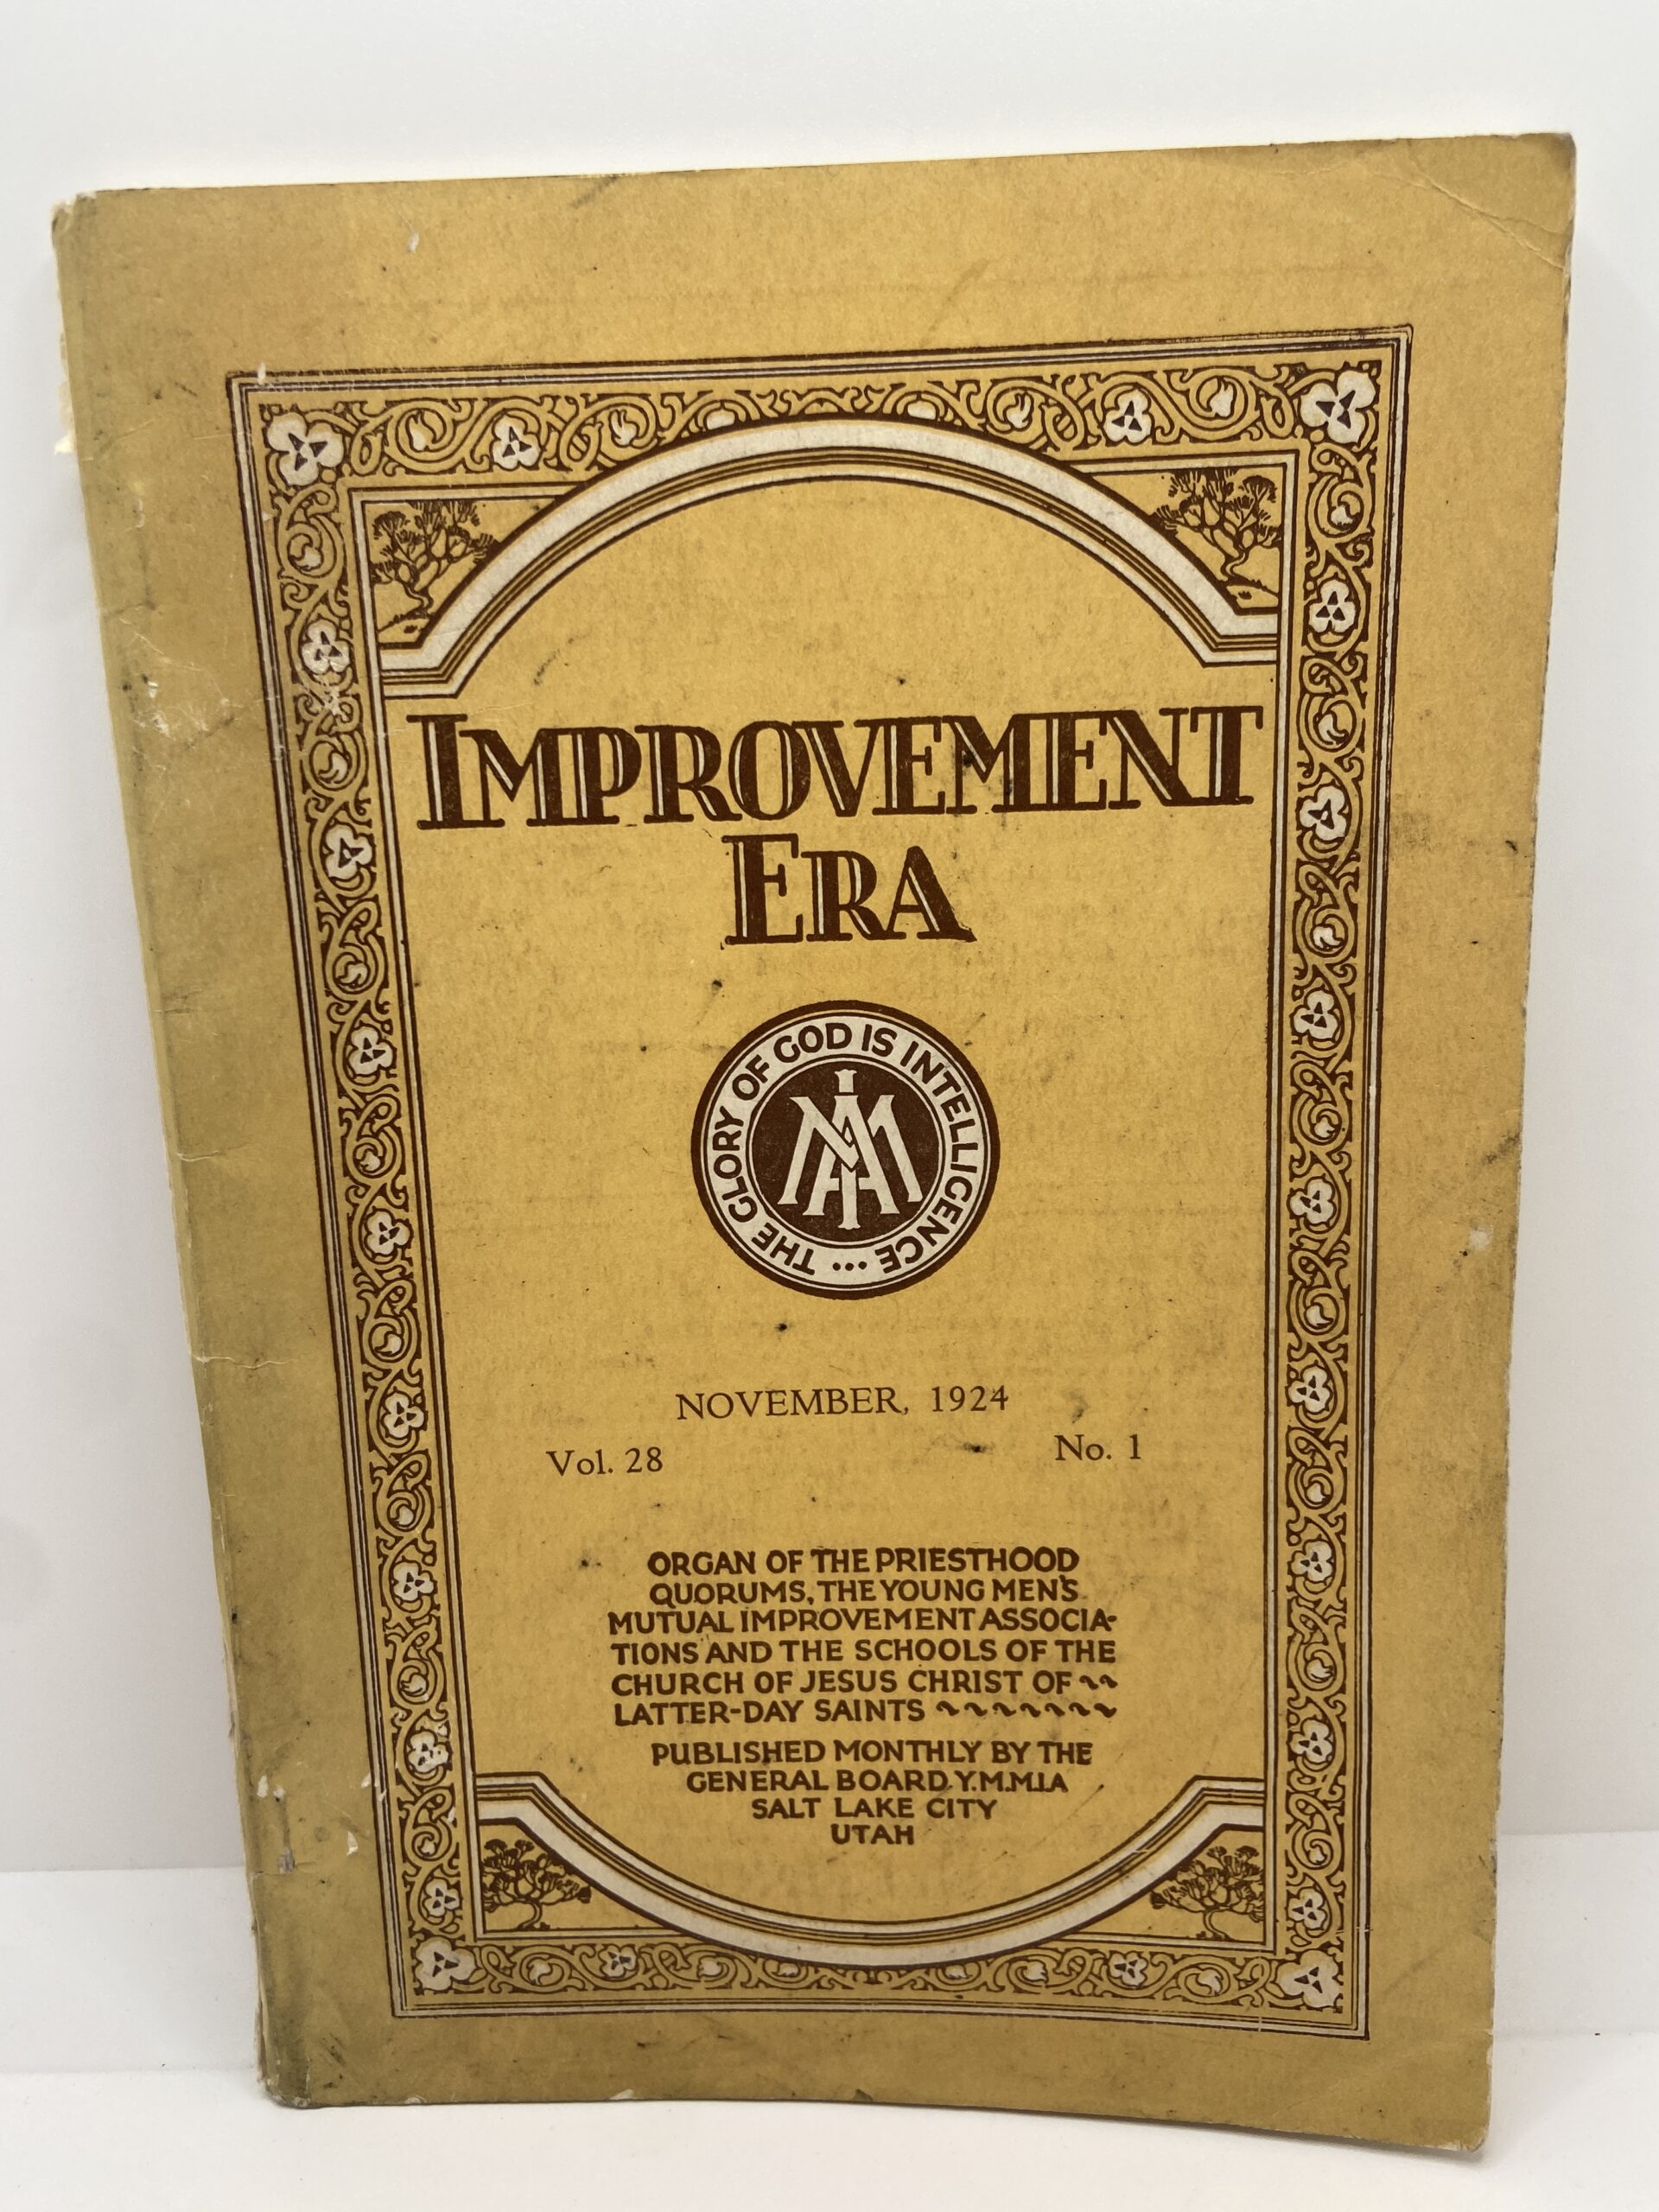 IMPROVEMENT
ERA
THE GLORY OF GOD IS INTELLIGENCE...
MIA
NOVEMBER, 1924
Vol. 28 No. 1
ORGAN OF THE PRIESTHOOD
QUORUMS, THE YOUNG MEN'S
MUTUAL IMPROVEMENT ASSOCIA-
TIONS AND THE SCHOOLS OF THE
CHURCH OF JESUS CHRIST OF ~~
LATTER-DAY SAINTS ~~~~~~~
PUBLISHED MONTHLY BY THE
GENERAL BOARD Y.M.M.I.A
SALT LAKE CITY
UTAH